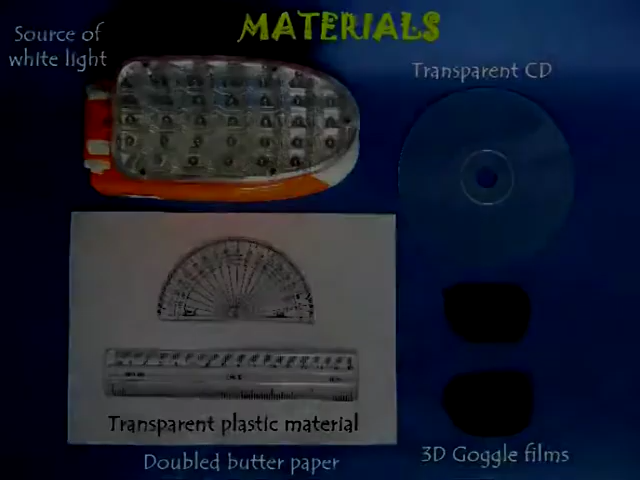 MATERIALS
Source of
white light
Transparent CD
Transparent plastic material
Doubled butter paper
3D Goggle films